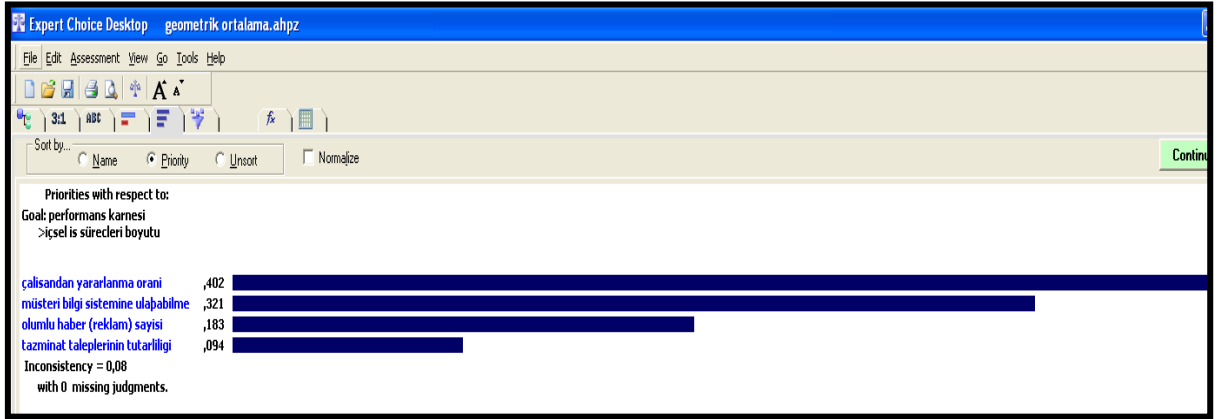 Expert Choice Desktop geometrik ortalama.ahpz
File Edit Assessment View Go Tools Help
A A
3:1 ABC fx
Sort by... Name Priority Unsort Normalize Continu
Priorities with respect to:
Goal: performans karnesi
>içsel is sürecleri boyutu
çalisandan yararlanma orani ,402
müsteri bilgi sistemine ulaþabilme ,321
olumlu haber (reklam) sayisi ,183
tazminat taleplerinin tutarliligi ,094
Inconsistency = 0,08
with 0 missing judgments.